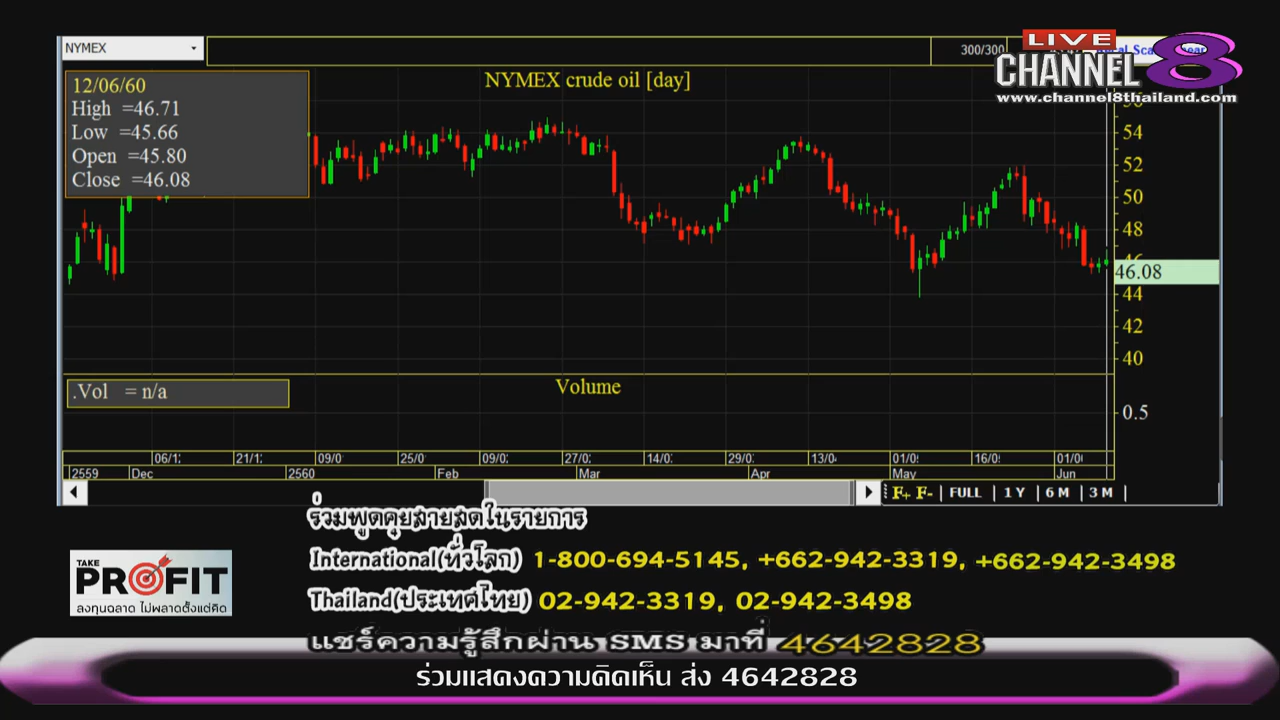 NYMEX
300/300
LIVE
CHANNEL 8
www.channel8thailand.com
12/06/60
High =46.71
Low =45.66
Open =45.80
Close =46.08
NYMEX crude oil [day]
54
52
50
48
46.08
44
42
40
.Vol = n/a
Volume
0.5
06/1 21/1 09/0 25/0 09/0 27/0 14/0 29/0 13/0 01/0 16/0 01/0
2559 Dec 2560 Feb Mar Apr May Jun
F+ F- | FULL | 1 Y | 6 M | 3 M |
ร่วมพูดคุยสายสดในรายการ
International(ทั่วโลก) 1-800-694-5145, +662-942-3319, +662-942-3498
Thailand(ประเทศไทย) 02-942-3319, 02-942-3498
TAKE
PROFIT
ลงทุนฉลาด ไม่พลาดตั้งแต่คิด
แชร์ความรู้สึกผ่าน SMS มาที่ 4642828
ร่วมแสดงความคิดเห็น ส่ง 4642828